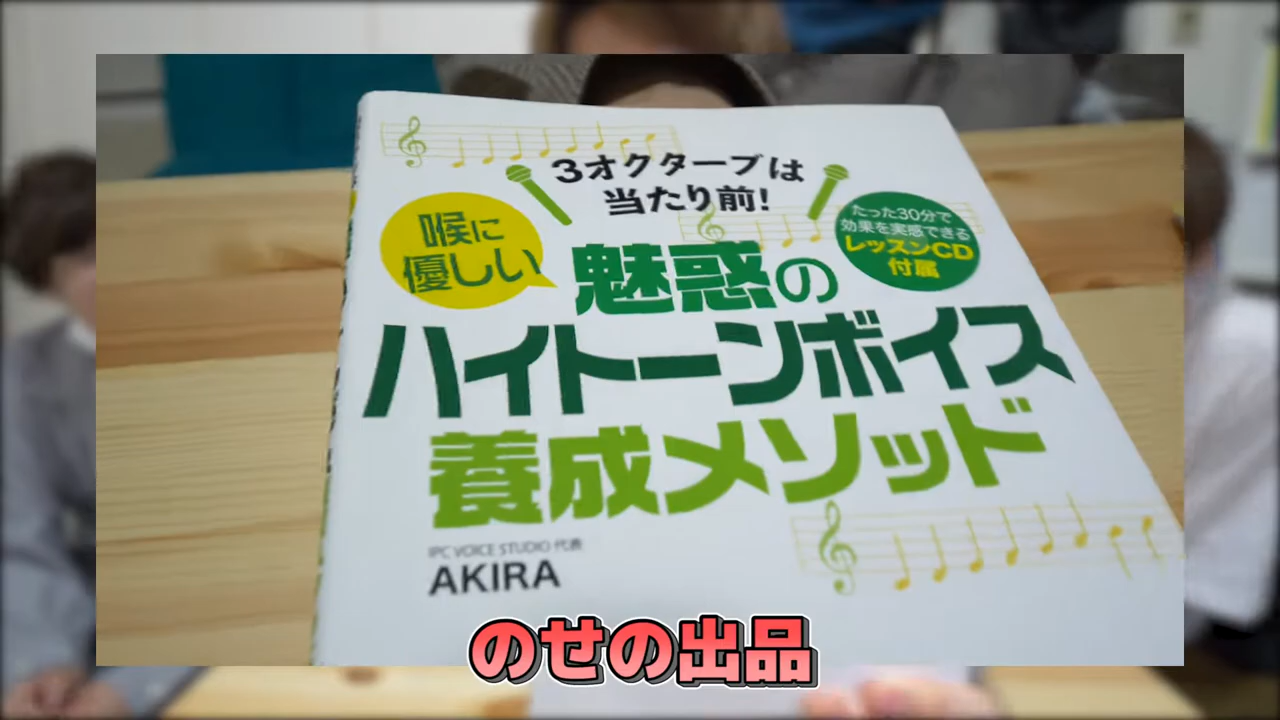 3オクターブは
当たり前!
喉に
優しい
たった30分で
効果を実感できる
レッスンCD
付属
魅惑の
ハイトーンボイス
養成メソッド
IPC VOICE STUDIO 代表
AKIRA
のせの出品